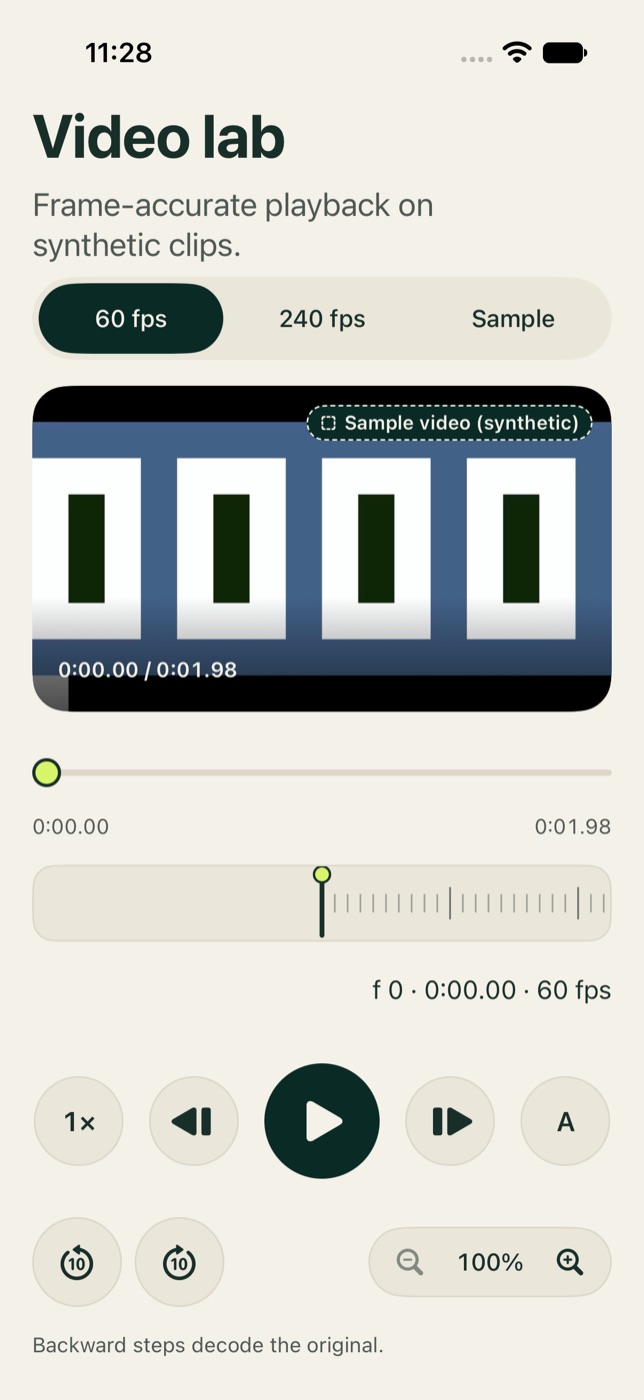 11:28
Video lab
Frame-accurate playback on
synthetic clips.
60 fps
240 fps
Sample
Sample video (synthetic)
0000
0:00.00 / 0:01.98
0:00.00
0:01.98
f 0 · 0:00.00 · 60 fps
1×
A
10
10
100%
Backward steps decode the original.